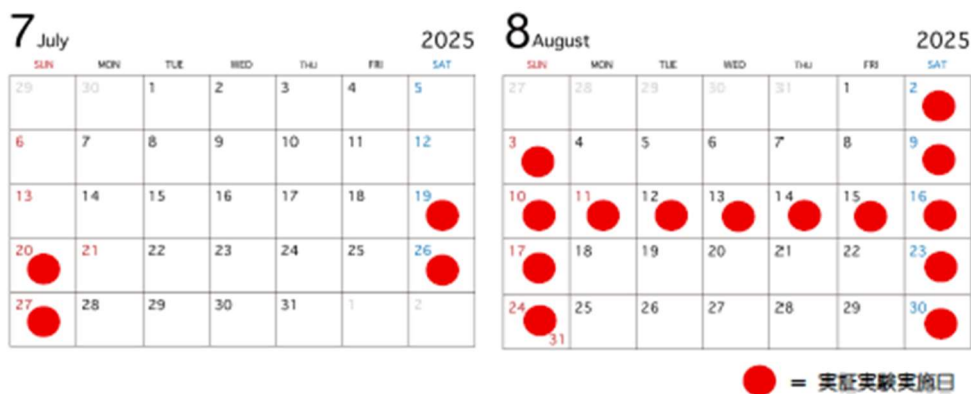 7 July 2025
SUN MON TUE WED THU FRI SAT
29 30 1 2 3 4 5
6 7 8 9 10 11 12
13 14 15 16 17 18 19
20 21 22 23 24 25 26
27 28 29 30 31 1 2
8 August 2025
SUN MON TUE WED THU FRI SAT
27 28 29 30 31 1 2
3 4 5 6 7 8 9
10 11 12 13 14 15 16
17 18 19 20 21 22 23
24 31 25 26 27 28 29 30
= 実証実験実施日